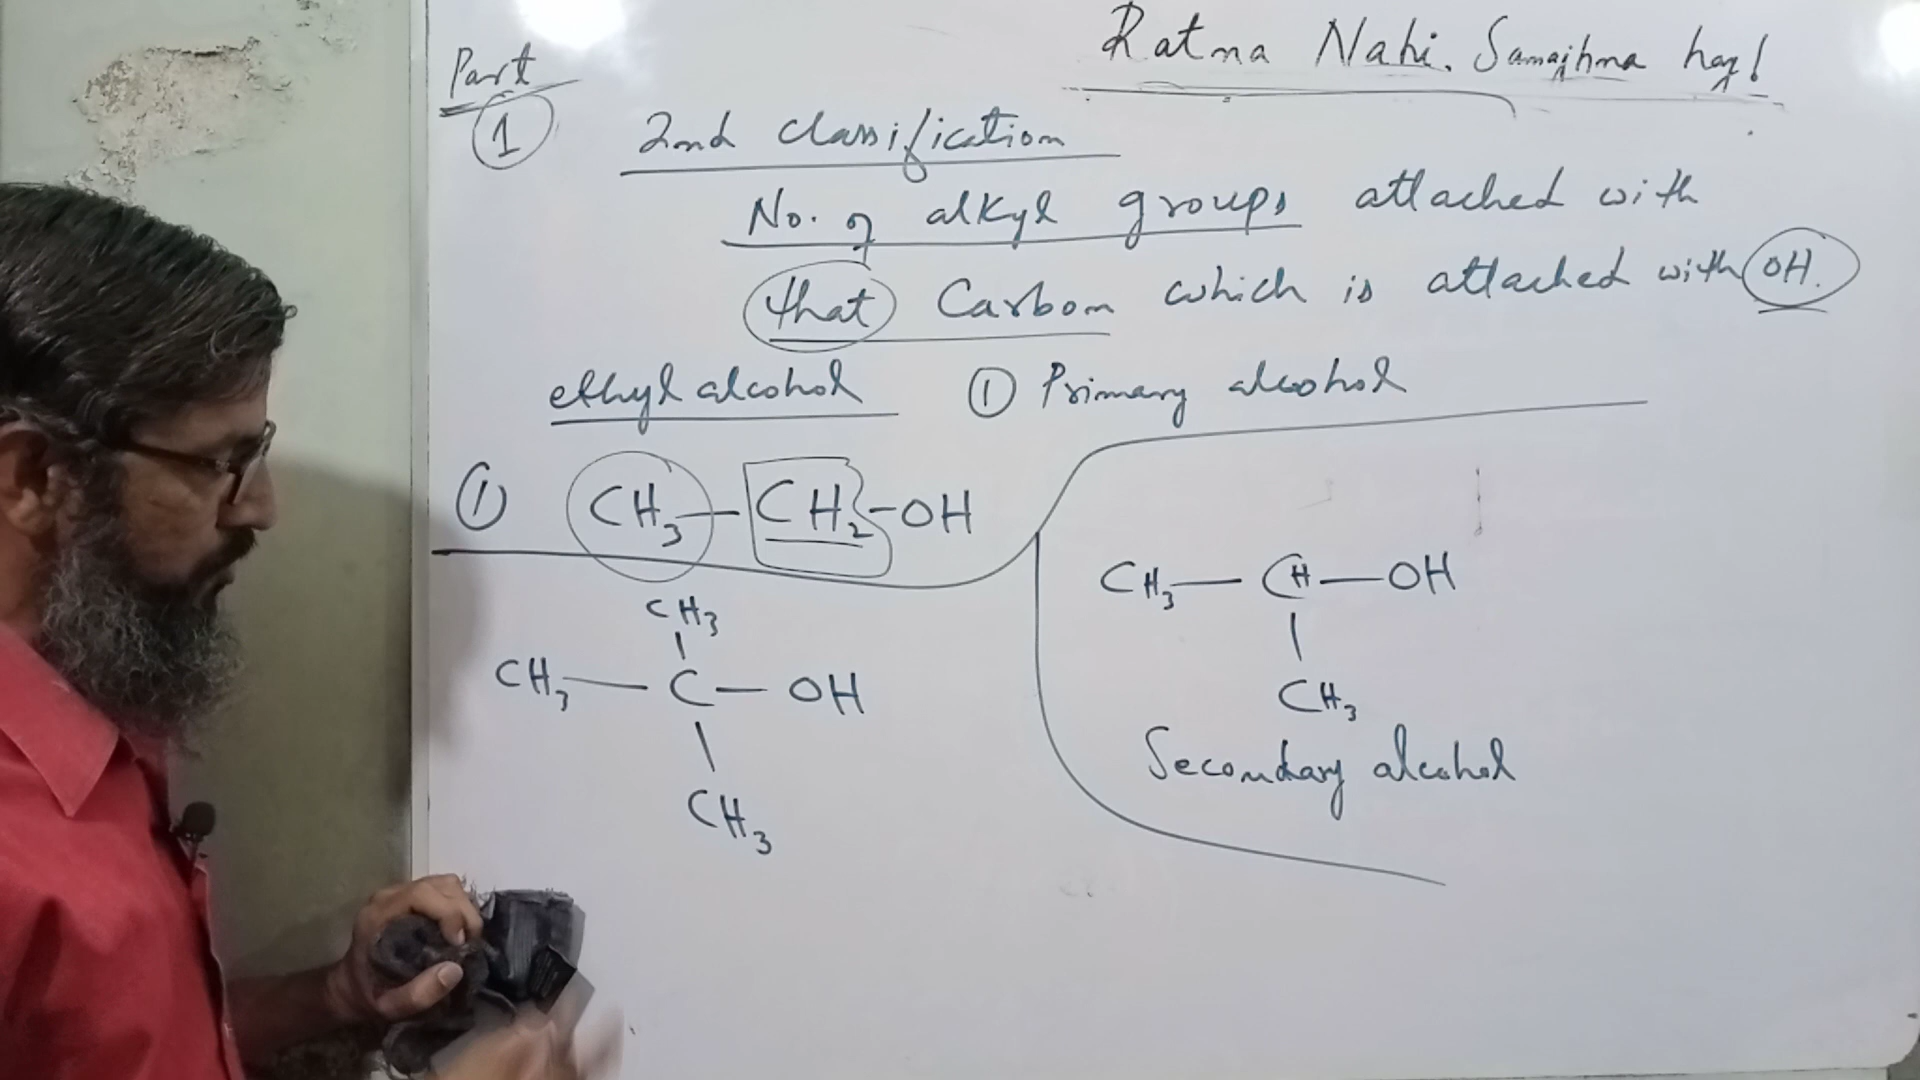 Part
Ratna Nahi. Samajhna hay!
1
2nd classification
No. of alkyl groups attached with
that Carbon which is attached with OH.
ethyl alcohol ① Primary alcohol
① CH₃—CH₂-OH
CH₃—CH—OH
|
CH₃
Secondary alcohol
CH₃
|
CH₃—C—OH
|
CH₃